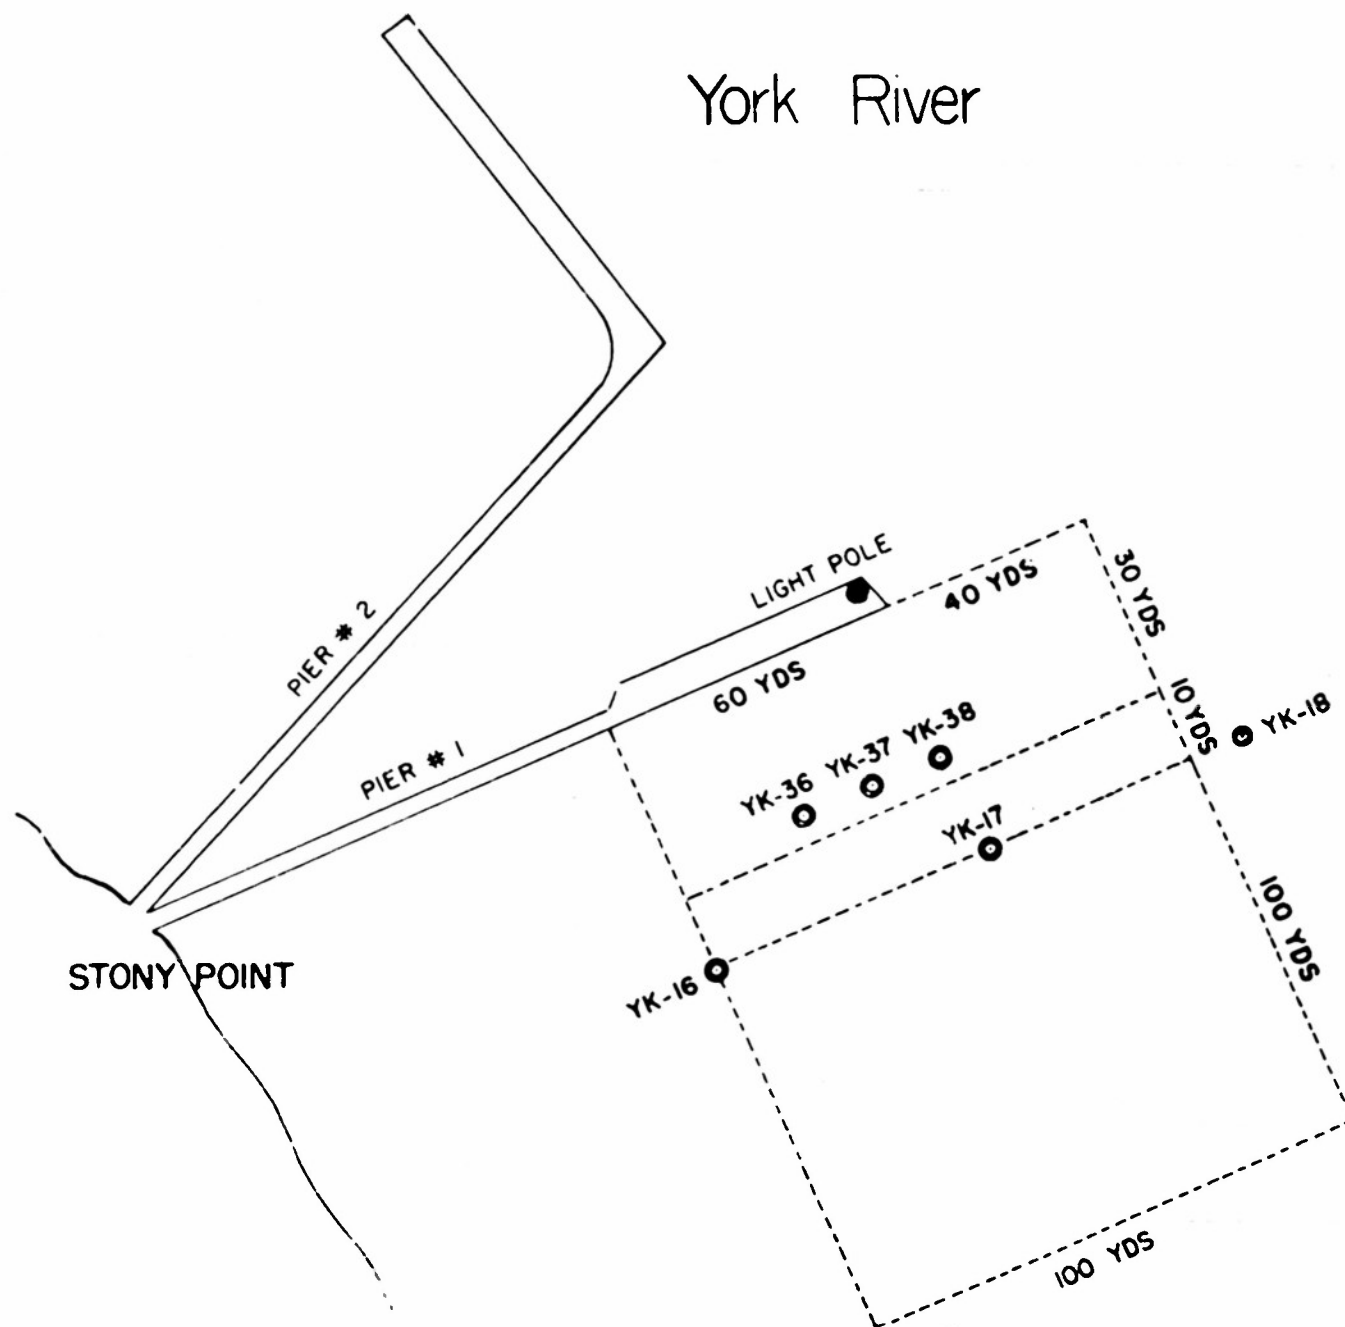 York River
LIGHT POLE
40 YDS
30 YDS
PIER # 2
60 YDS
10 YDS
YK-18
YK-38
YK-37
YK-36
PIER # 1
YK-17
100 YDS
STONY POINT
YK-16
100 YDS